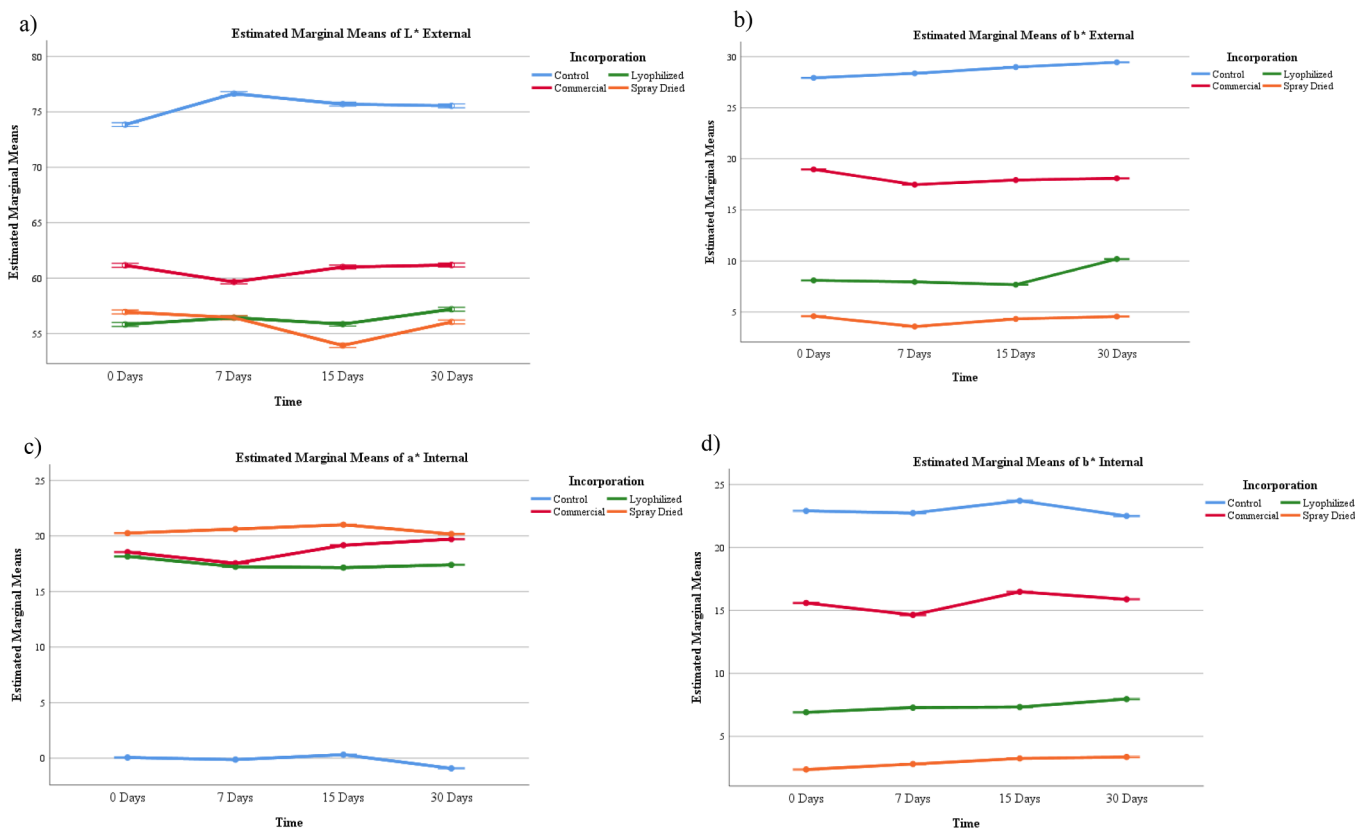 a)
Estimated Marginal Means of L* External
Incorporation
Control Lyophilized
Commercial Spray Dried
Estimated Marginal Means
80
75
70
65
60
55
0 Days 7 Days 15 Days 30 Days
Time
b)
Estimated Marginal Means of b* External
Incorporation
Control Lyophilized
Commercial Spray Dried
Estimated Marginal Means
30
25
20
15
10
5
0 Days 7 Days 15 Days 30 Days
Time
c)
Estimated Marginal Means of a* Internal
Incorporation
Control Lyophilized
Commercial Spray Dried
Estimated Marginal Means
25
20
15
10
5
0
0 Days 7 Days 15 Days 30 Days
Time
d)
Estimated Marginal Means of b* Internal
Incorporation
Control Lyophilized
Commercial Spray Dried
Estimated Marginal Means
25
20
15
10
5
0 Days 7 Days 15 Days 30 Days
Time